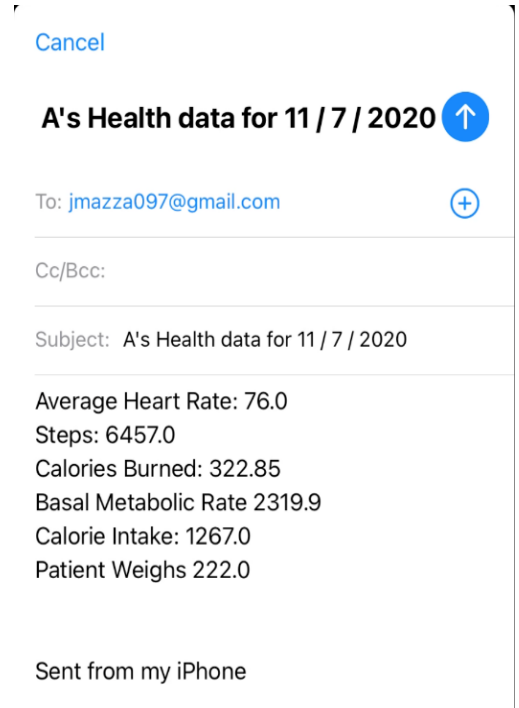 Cancel
A's Health data for 11 / 7 / 2020
To: jmazza097@gmail.com
Cc/Bcc:
Subject: A's Health data for 11 / 7 / 2020
Average Heart Rate: 76.0
Steps: 6457.0
Calories Burned: 322.85
Basal Metabolic Rate 2319.9
Calorie Intake: 1267.0
Patient Weighs 222.0
Sent from my iPhone